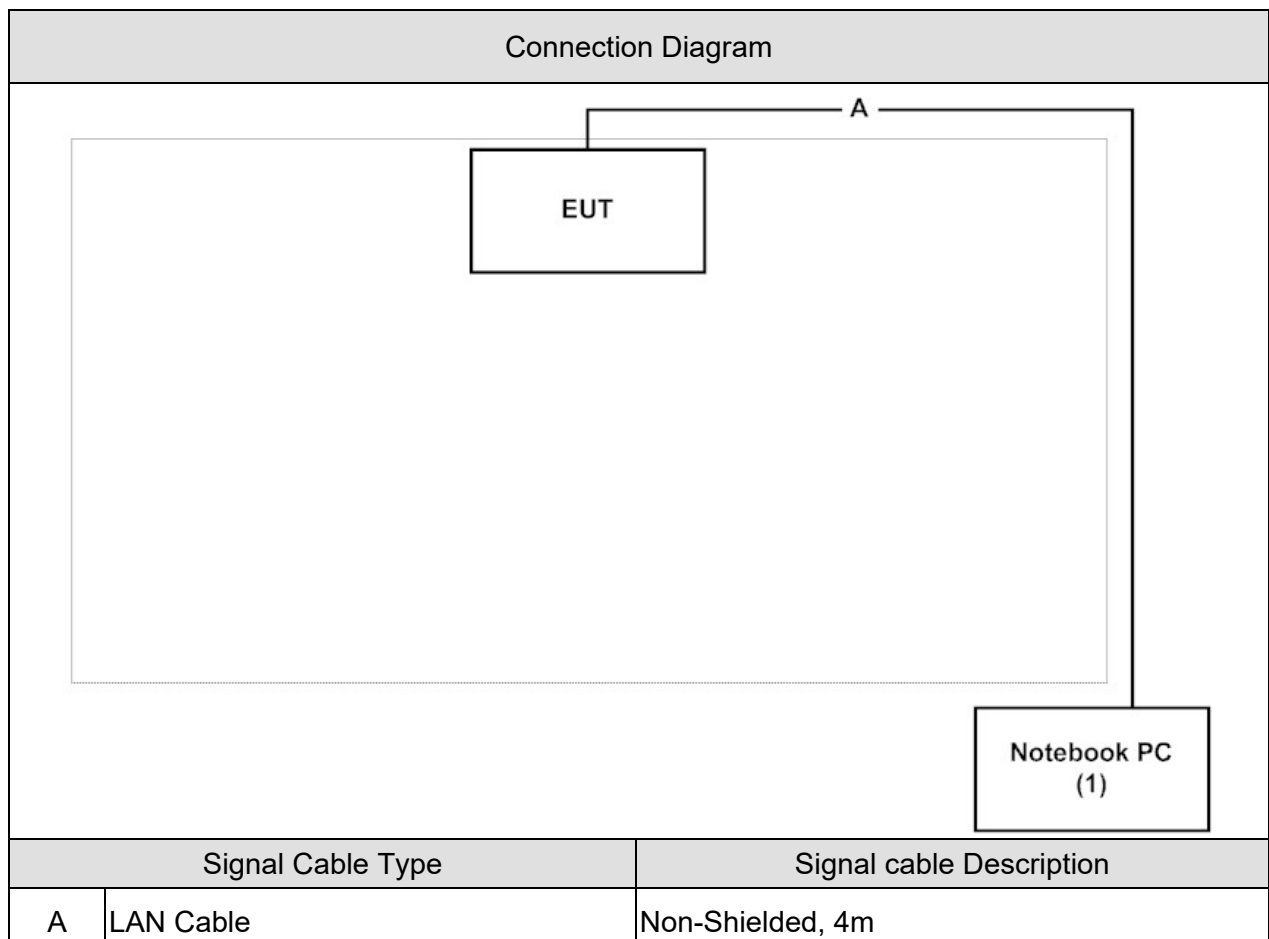 Connection Diagram
A
EUT
Notebook PC
(1)
Signal Cable Type Signal cable Description
A LAN Cable Non-Shielded, 4m